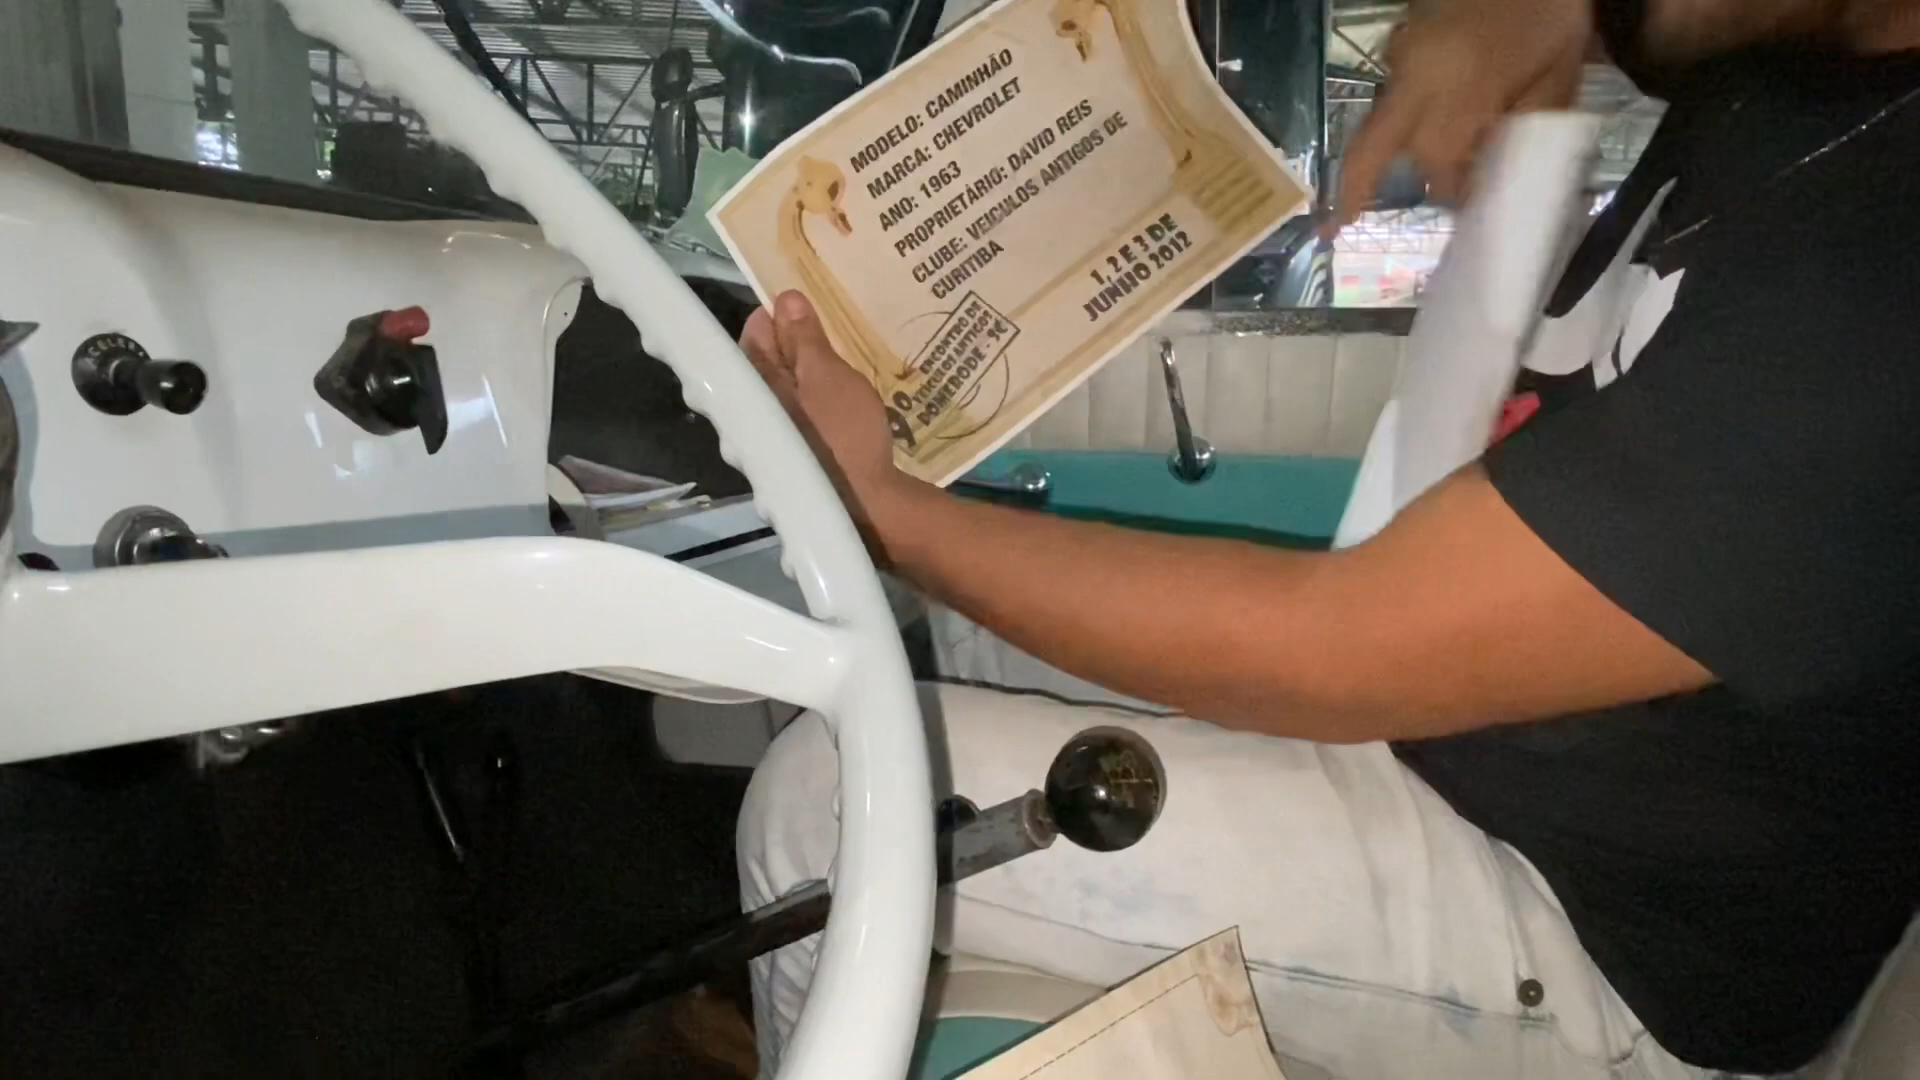 MODELO: CAMINHÃO
MARCA: CHEVROLET
ANO: 1963
PROPRIETÁRIO: DAVID REIS
CLUBE: VEICULOS ANTIGOS DE
CURITIBA
1, 2 E 3 DE
JUNHO 2012
9º
ENCONTRO DE
VEÍCULOS ANTIGOS
POMERODE - SC